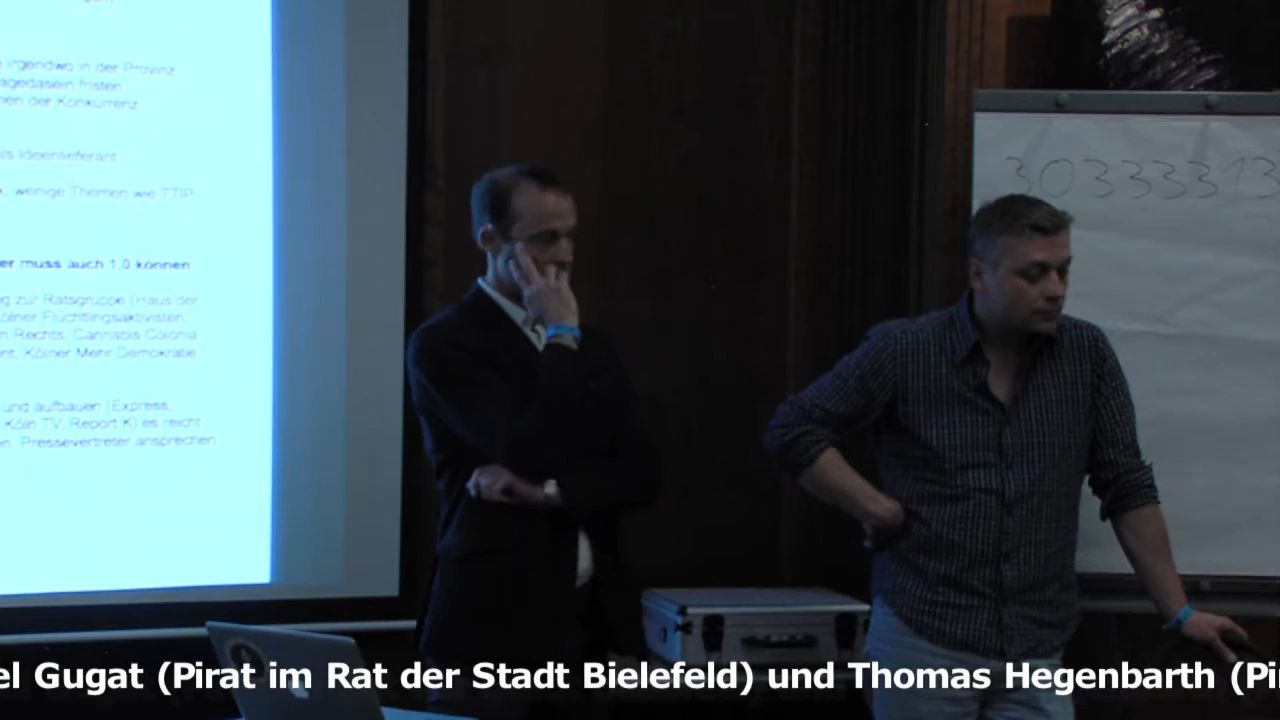 irgendwo in der Provinz
agedasein fristen
en der Konkurrenz
ls Ideenlieferant
wenige Themen wie TTIP
er muss auch 1.0 können
g zur Ratsgruppe (Haus der
ölner Flüchtlingsaktivisten,
n Rechts, Cannabis Colonia
nt, Kölner Mehr Demokratie
und aufbauen (Express,
Köln TV, Report K) es reicht
n. Pressevertreter ansprechen
303333313
el Gugat (Pirat im Rat der Stadt Bielefeld) und Thomas Hegenbarth (Pi